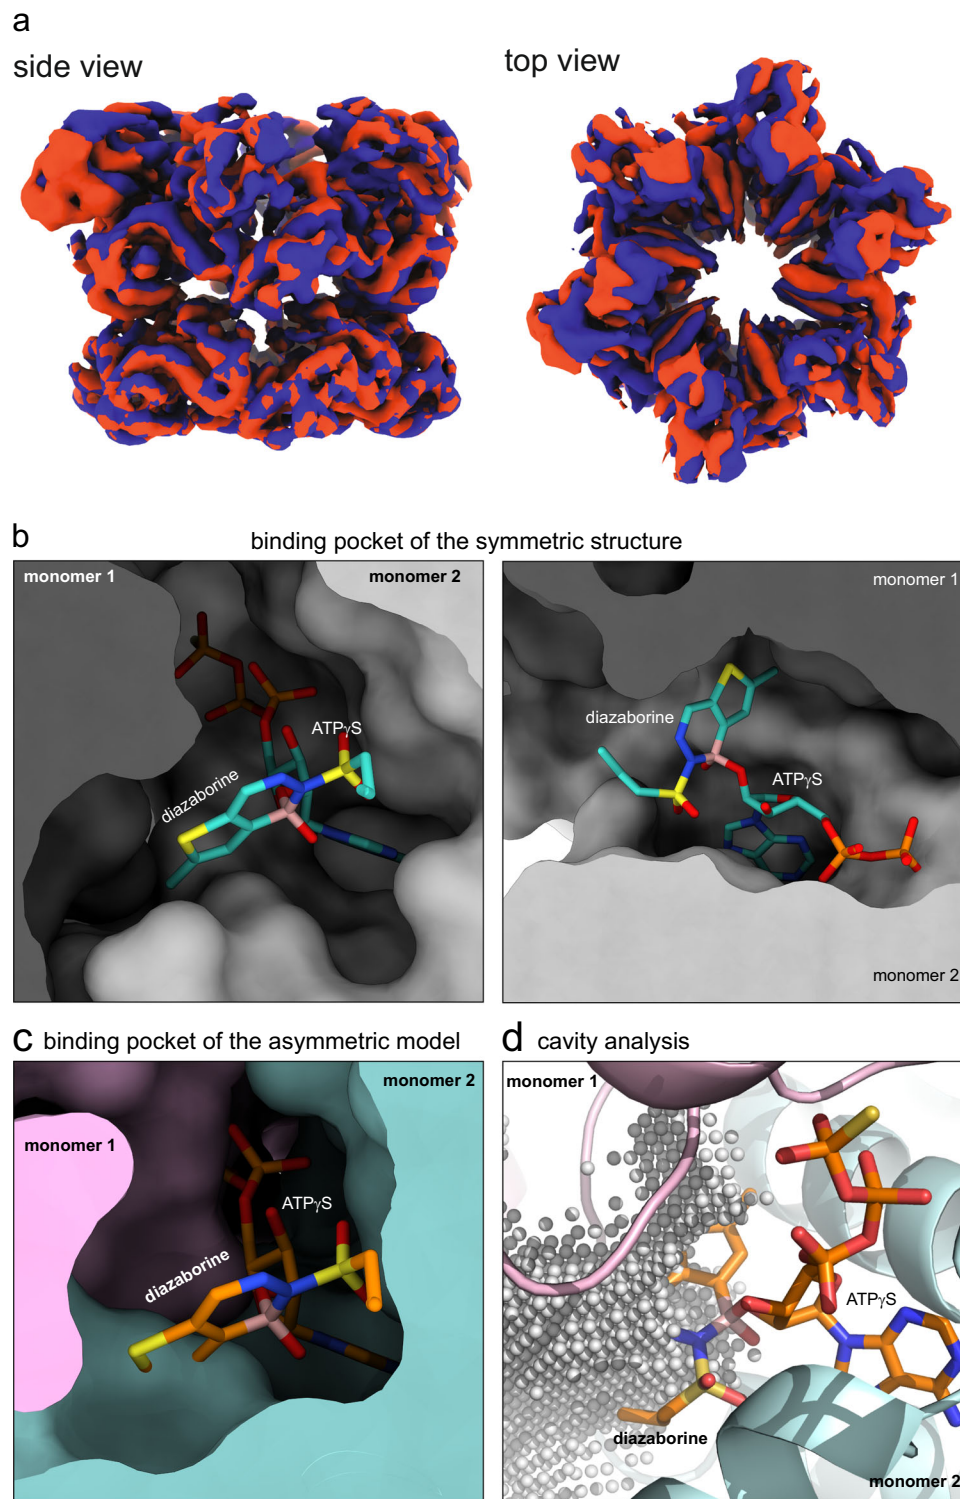 a
side view
top view
b
binding pocket of the symmetric structure
monomer 1
monomer 2
ATPγS
diazaborine
monomer 1
diazaborine
ATPγS
monomer 2
c binding pocket of the asymmetric model
monomer 2
monomer 1
ATPγS
diazaborine
d cavity analysis
monomer 1
ATPγS
diazaborine
monomer 2